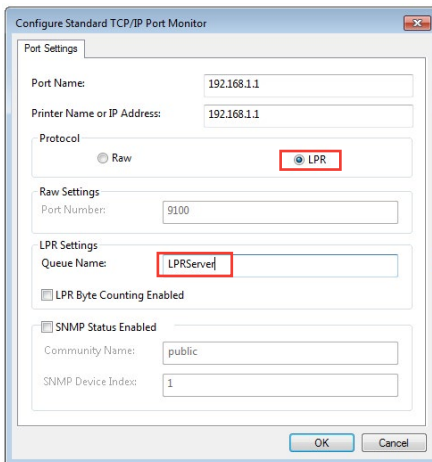 Configure Standard TCP/IP Port Monitor
Port Settings
Port Name: 192.168.1.1
Printer Name or IP Address: 192.168.1.1
Protocol
Raw LPR
Raw Settings
Port Number: 9100
LPR Settings
Queue Name: LPRServer
LPR Byte Counting Enabled
SNMP Status Enabled
Community Name: public
SNMP Device Index: 1
OK Cancel